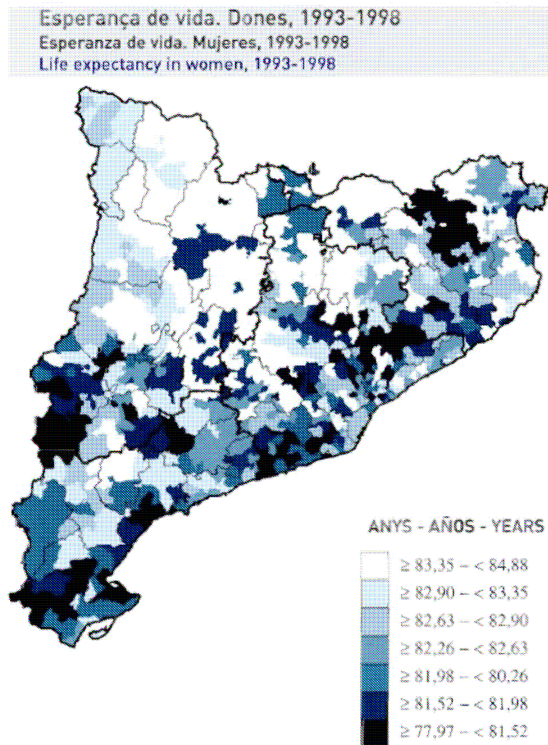 Esperança de vida. Dones, 1993-1998
Esperanza de vida. Mujeres, 1993-1998
Life expectancy in women, 1993-1998
ANYS - AÑOS - YEARS
≥ 83,35 – < 84,88
≥ 82,90 – < 83,35
≥ 82,63 – < 82,90
≥ 82,26 – < 82,63
≥ 81,98 – < 80,26
≥ 81,52 – < 81,98
≥ 77,97 – < 81,52